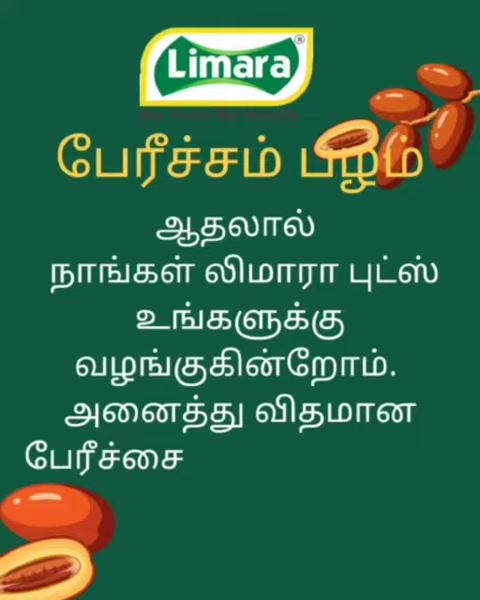 Limara®
பேரீச்சம் பழம்
ஆதலால்
நாங்கள் லிமாரா புட்ஸ்
உங்களுக்கு
வழங்குகின்றோம்.
அனைத்து விதமான
பேரீச்சை